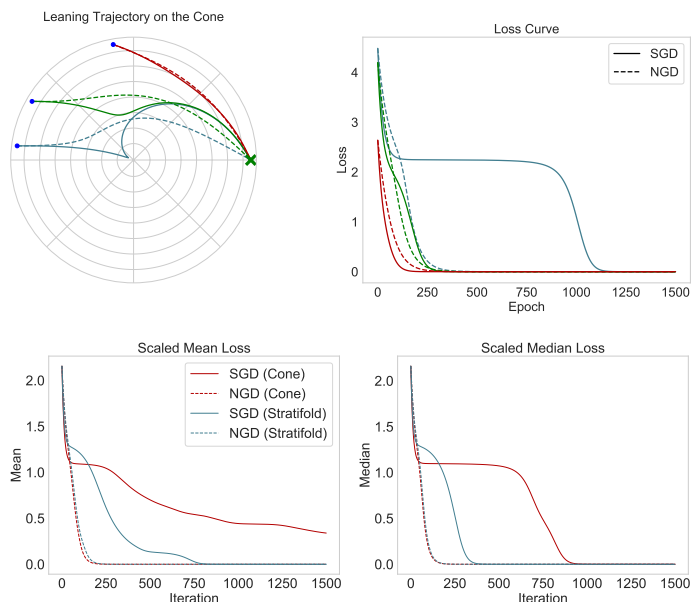 Leaning Trajectory on the Cone
Loss Curve
SGD
NGD
Loss
4
3
2
1
0
0 250 500 750 1000 1250 1500
Epoch
Scaled Mean Loss
SGD (Cone)
NGD (Cone)
SGD (Stratifold)
NGD (Stratifold)
Mean
2.0
1.5
1.0
0.5
0.0
0 250 500 750 1000 1250 1500
Iteration
Scaled Median Loss
Median
2.0
1.5
1.0
0.5
0.0
0 250 500 750 1000 1250 1500
Iteration